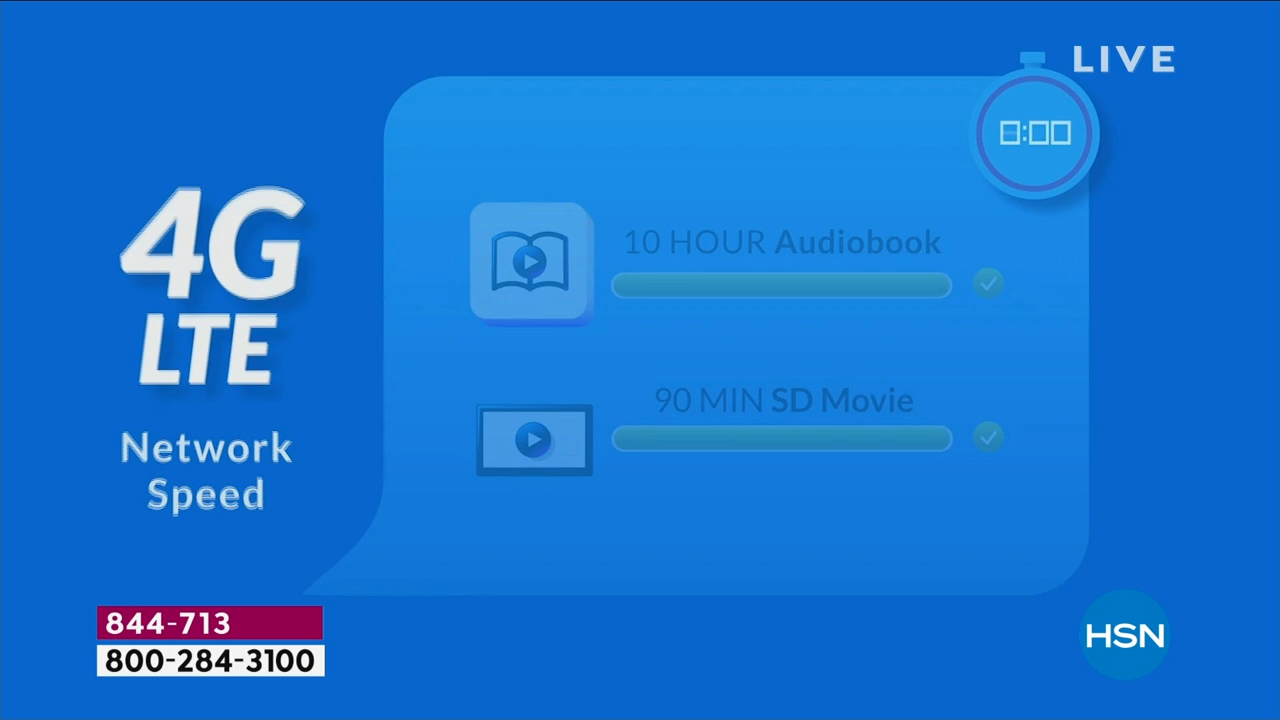 LIVE
8:00
4G
LTE
Network
Speed
10 HOUR Audiobook
90 MIN SD Movie
844-713
800-284-3100
HSN